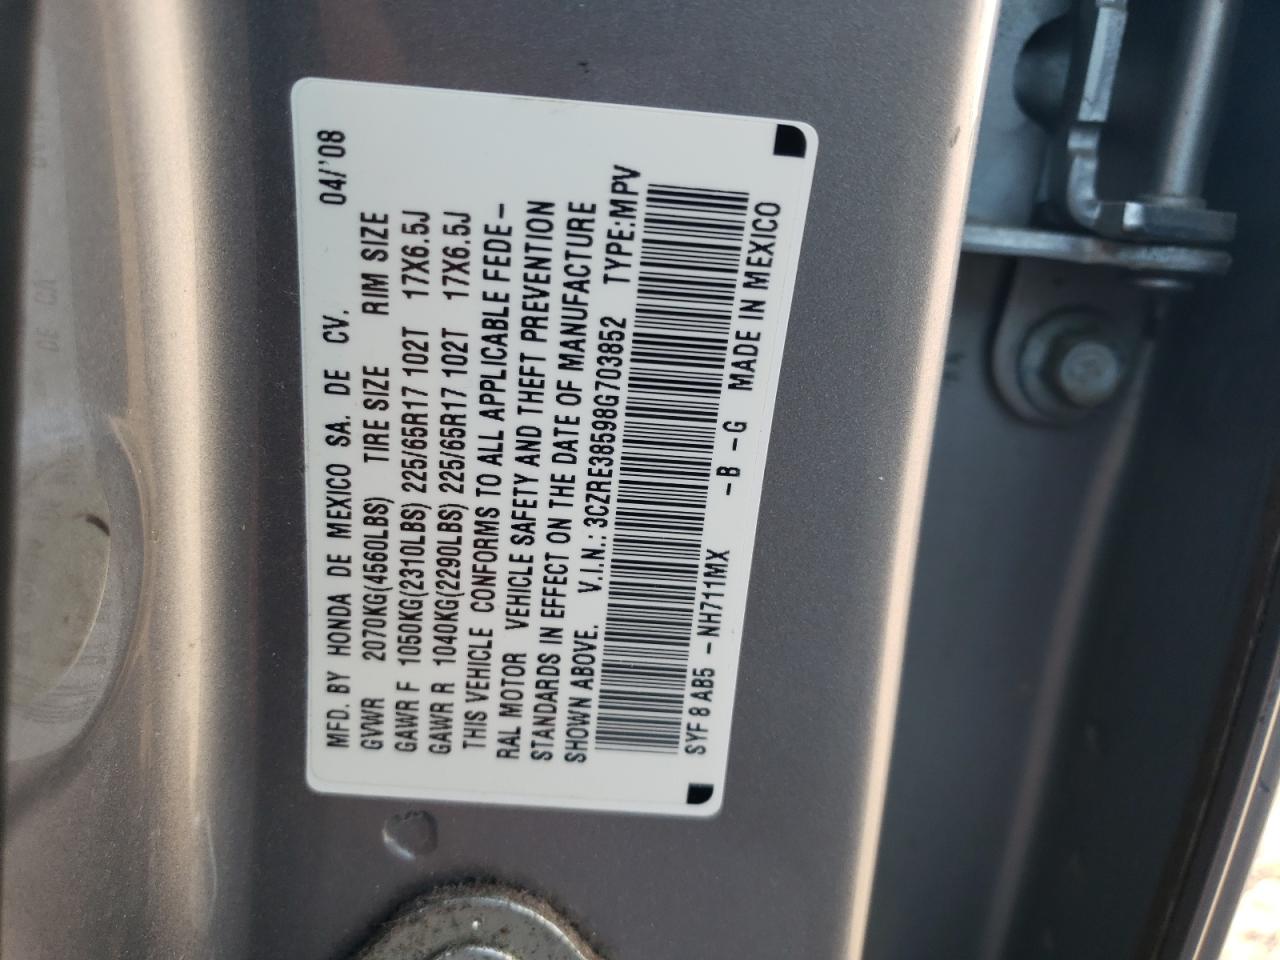 MFD. BY HONDA DE MEXICO SA. DE CV. 04/'08
GVWR 2070KG(4560LBS) TIRE SIZE RIM SIZE
GAWR F 1050KG(2310LBS) 225/65R17 102T 17X6.5J
GAWR R 1040KG(2290LBS) 225/65R17 102T 17X6.5J
THIS VEHICLE CONFORMS TO ALL APPLICABLE FEDE-
RAL MOTOR VEHICLE SAFETY AND THEFT PREVENTION
STANDARDS IN EFFECT ON THE DATE OF MANUFACTURE
SHOWN ABOVE. V.I.N.:3CZRE38598G703852 TYPE:MPV
SYF 8 AB5 -NH711MX -B -G MADE IN MEXICO